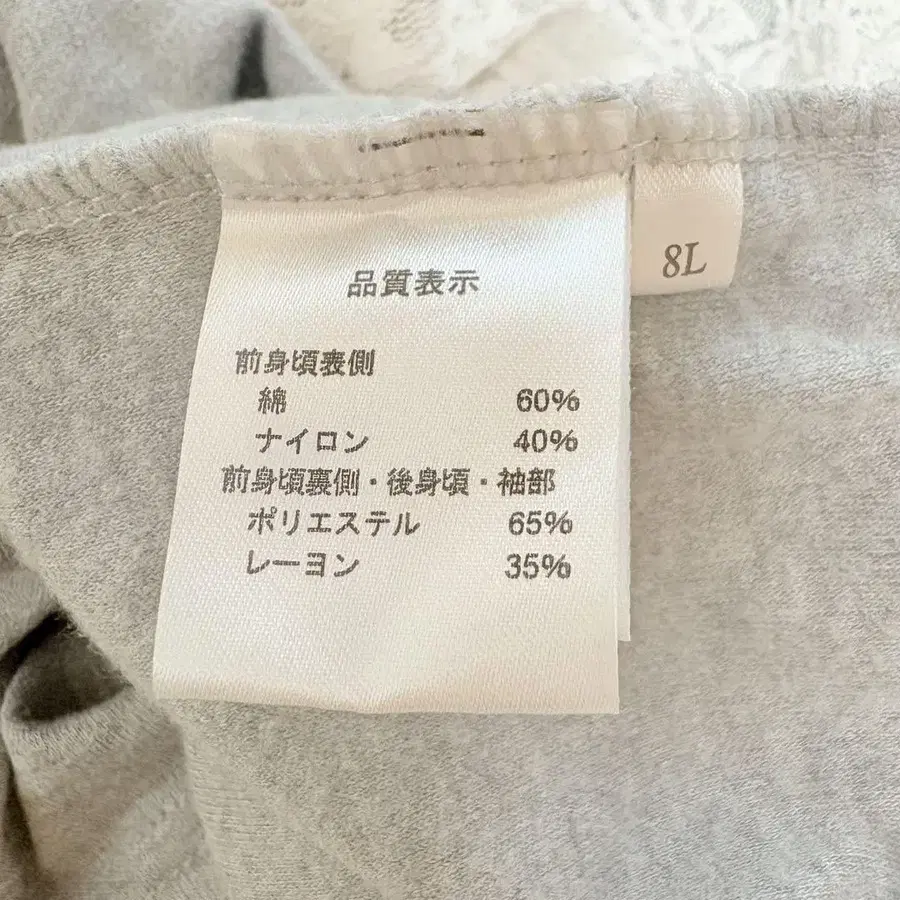 品質表示
8L
前身頃表側
綿 60%
ナイロン 40%
前身頃裏側・後身頃・袖部
ポリエステル 65%
レーヨン 35%